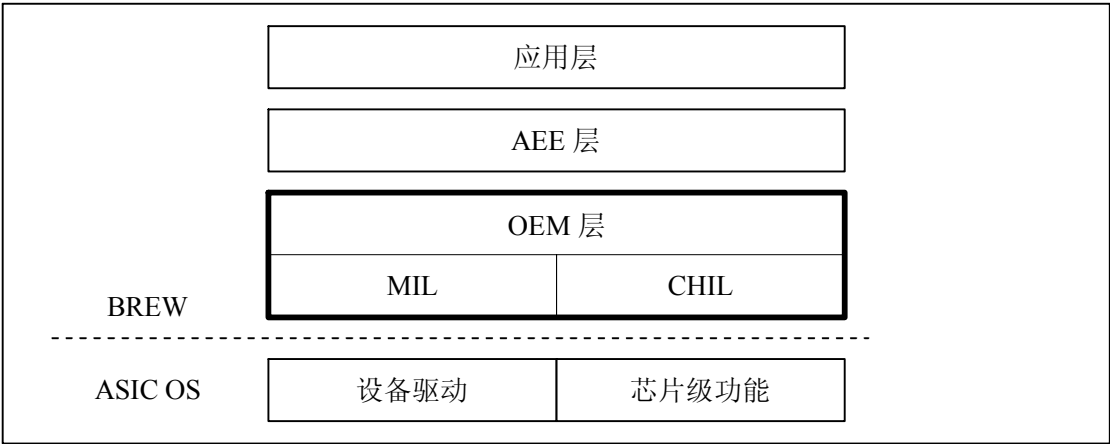 应用层
AEE 层
OEM 层
MIL CHIL
BREW
ASIC OS 设备驱动 芯片级功能